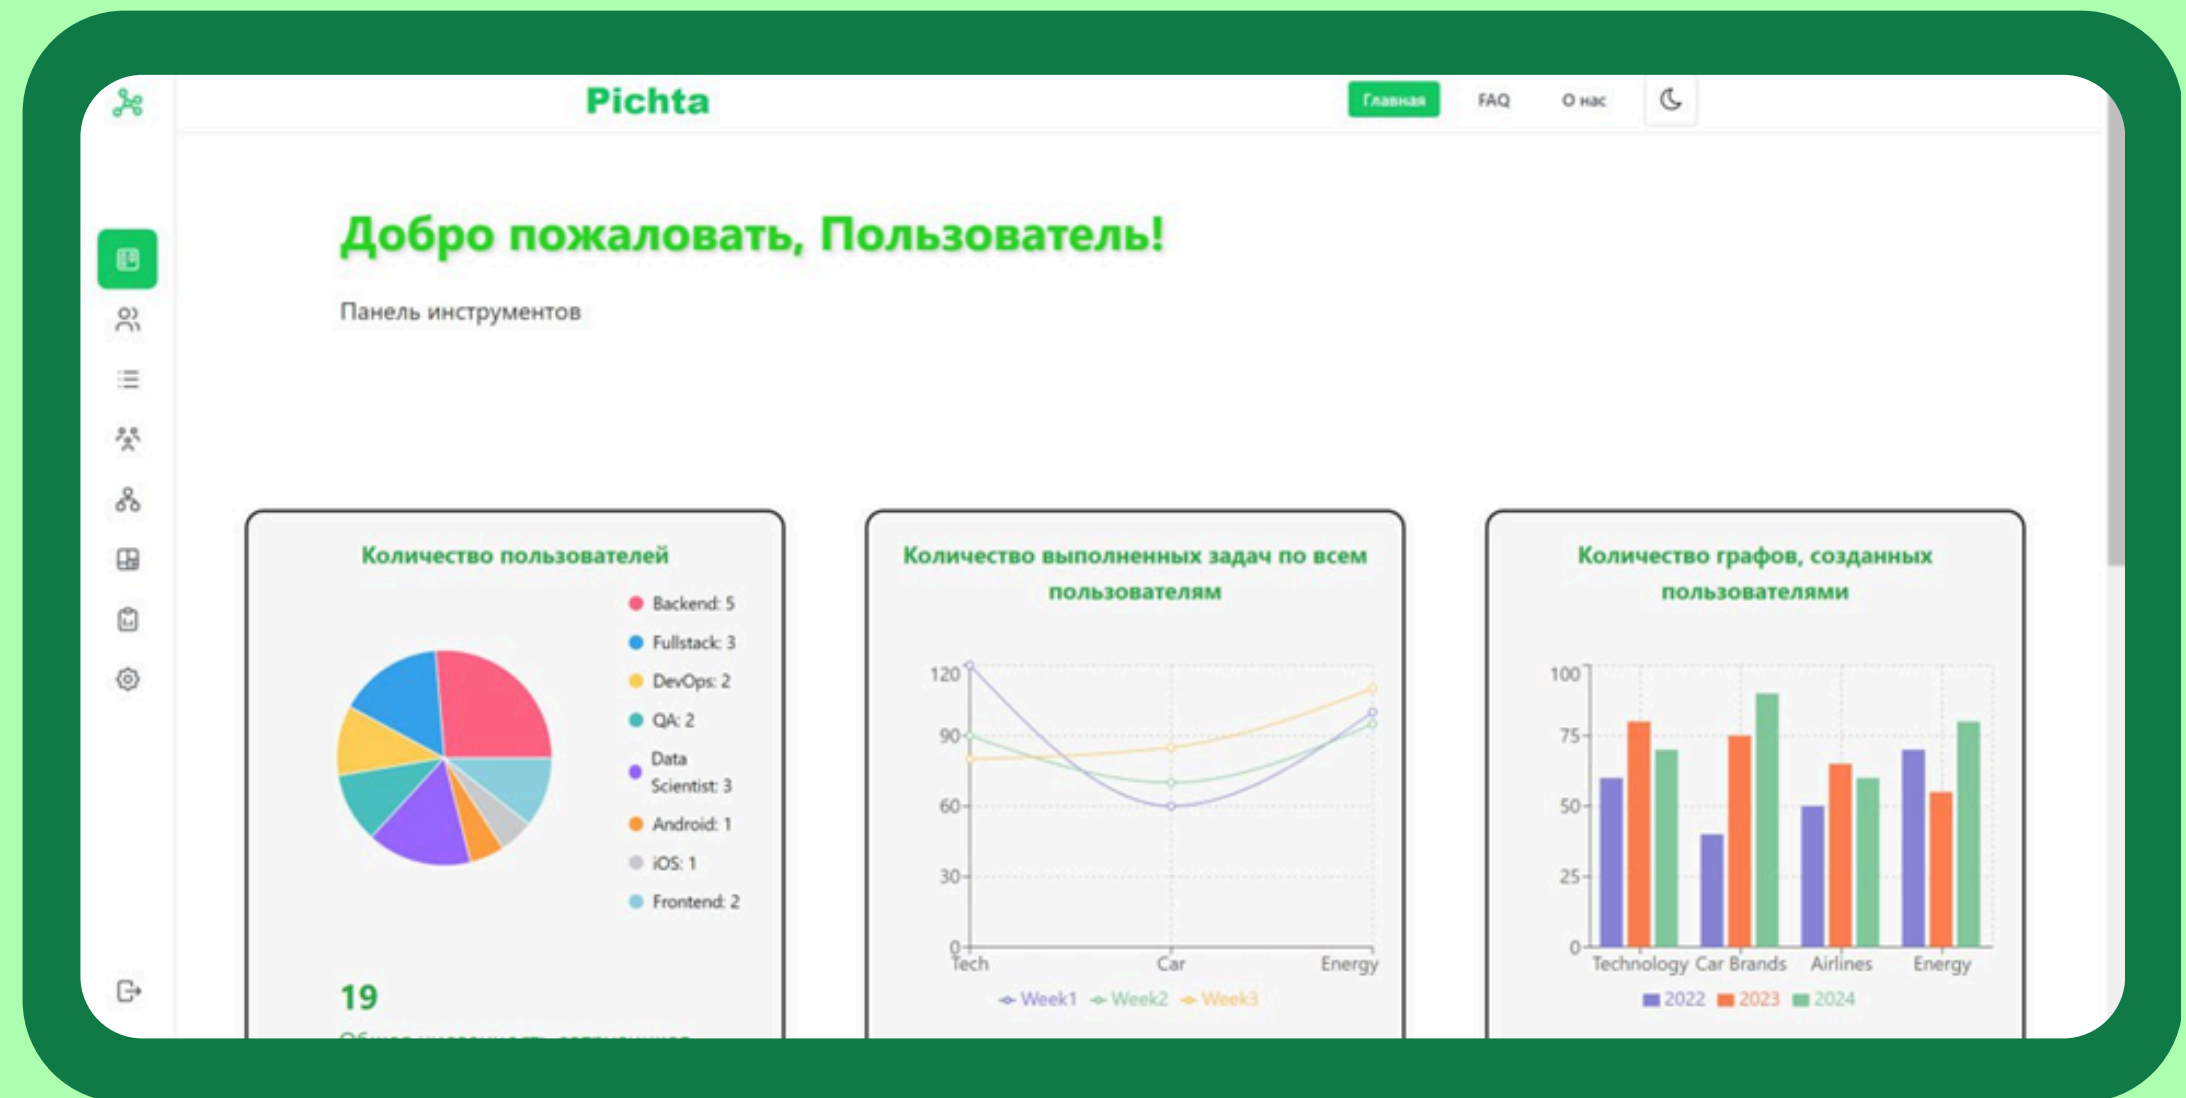 Pichta
Главная FAQ О нас
Добро пожаловать, Пользователь!
Панель инструментов
Количество пользователей
Backend: 5
Fullstack: 3
DevOps: 2
QA: 2
Data
Scientist: 3
Android: 1
iOS: 1
Frontend: 2
19
Количество выполненных задач по всем
пользователям
120
90
60
30
0
Tech Car Energy
Week1 Week2 Week3
Количество графов, созданных
пользователями
100
75
50
25
0
Technology Car Brands Airlines Energy
2022 2023 2024